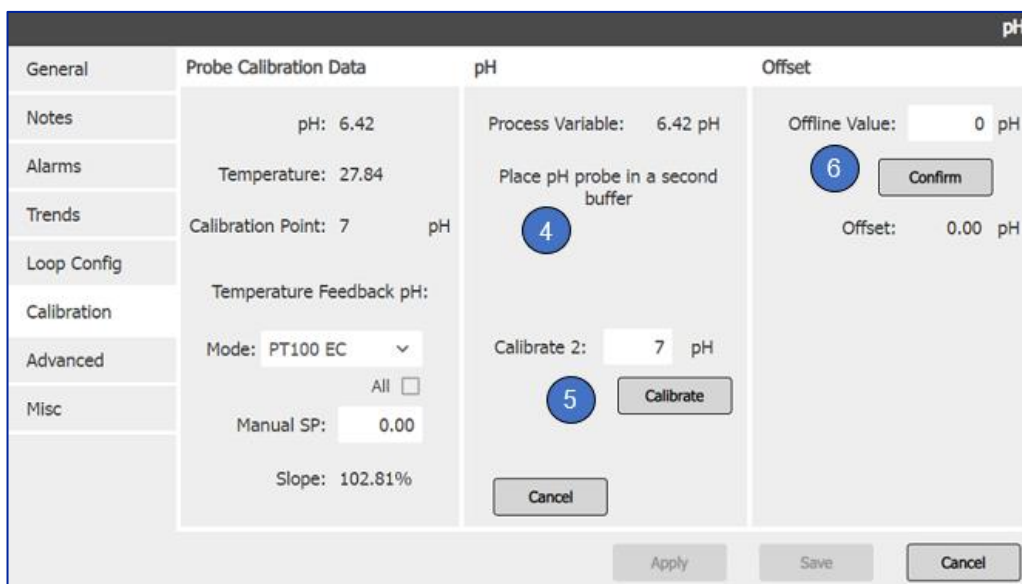 pH
General
Notes
Alarms
Trends
Loop Config
Calibration
Advanced
Misc
Probe Calibration Data
pH: 6.42
Temperature: 27.84
Calibration Point: 7 pH
Temperature Feedback pH:
Mode: PT100 EC
All
Manual SP: 0.00
Slope: 102.81%
pH
Process Variable: 6.42 pH
Place pH probe in a second
buffer
4
Calibrate 2: 7 pH
5 Calibrate
Cancel
Offset
Offline Value: 0 pH
6 Confirm
Offset: 0.00 pH
Apply Save Cancel